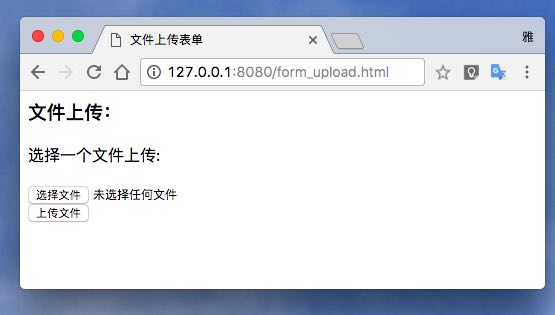 文件上传表单
雅
127.0.0.1:8080/form_upload.html
文件上传：
选择一个文件上传:
选择文件 未选择任何文件
上传文件